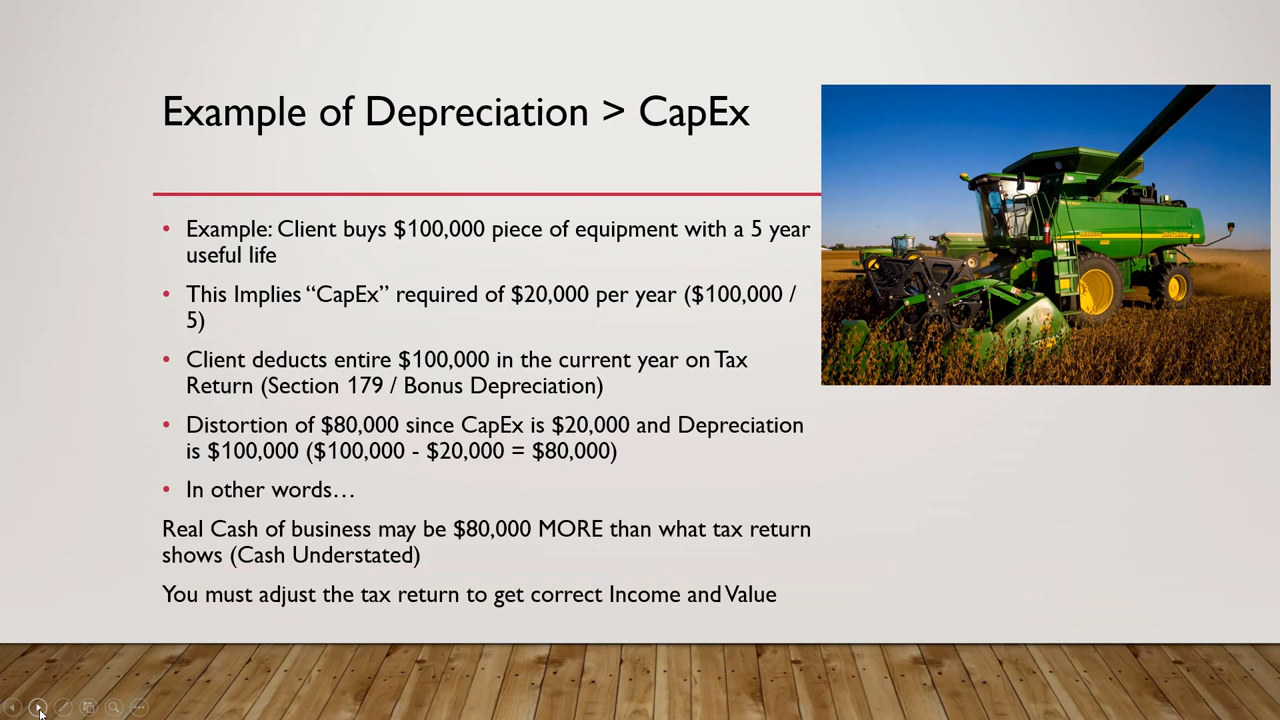 Example of Depreciation > CapEx
• Example: Client buys $100,000 piece of equipment with a 5 year
useful life
• This Implies “CapEx” required of $20,000 per year ($100,000 /
5)
• Client deducts entire $100,000 in the current year on Tax
Return (Section 179 / Bonus Depreciation)
• Distortion of $80,000 since CapEx is $20,000 and Depreciation
is $100,000 ($100,000 - $20,000 = $80,000)
• In other words…
Real Cash of business may be $80,000 MORE than what tax return
shows (Cash Understated)
You must adjust the tax return to get correct Income and Value